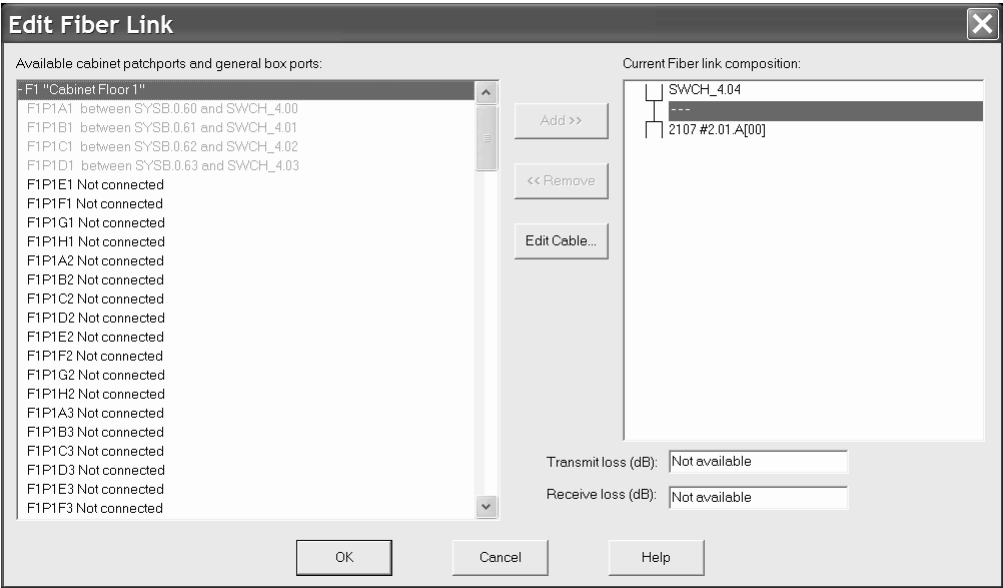 Edit Fiber Link
Available cabinet patchports and general box ports:
- F1 "Cabinet Floor 1"
F1P1A1 between SYSB.0.60 and SWCH_4.00
F1P1B1 between SYSB.0.61 and SWCH_4.01
F1P1C1 between SYSB.0.62 and SWCH_4.02
F1P1D1 between SYSB.0.63 and SWCH_4.03
F1P1E1 Not connected
F1P1F1 Not connected
F1P1G1 Not connected
F1P1H1 Not connected
F1P1A2 Not connected
F1P1B2 Not connected
F1P1C2 Not connected
F1P1D2 Not connected
F1P1E2 Not connected
F1P1F2 Not connected
F1P1G2 Not connected
F1P1H2 Not connected
F1P1A3 Not connected
F1P1B3 Not connected
F1P1C3 Not connected
F1P1D3 Not connected
F1P1E3 Not connected
F1P1F3 Not connected
Add >>
<< Remove
Edit Cable...
Current Fiber link composition:
SWCH_4.04
---
2107 #2.01.A[00]
Transmit loss (dB): Not available
Receive loss (dB): Not available
OK Cancel Help